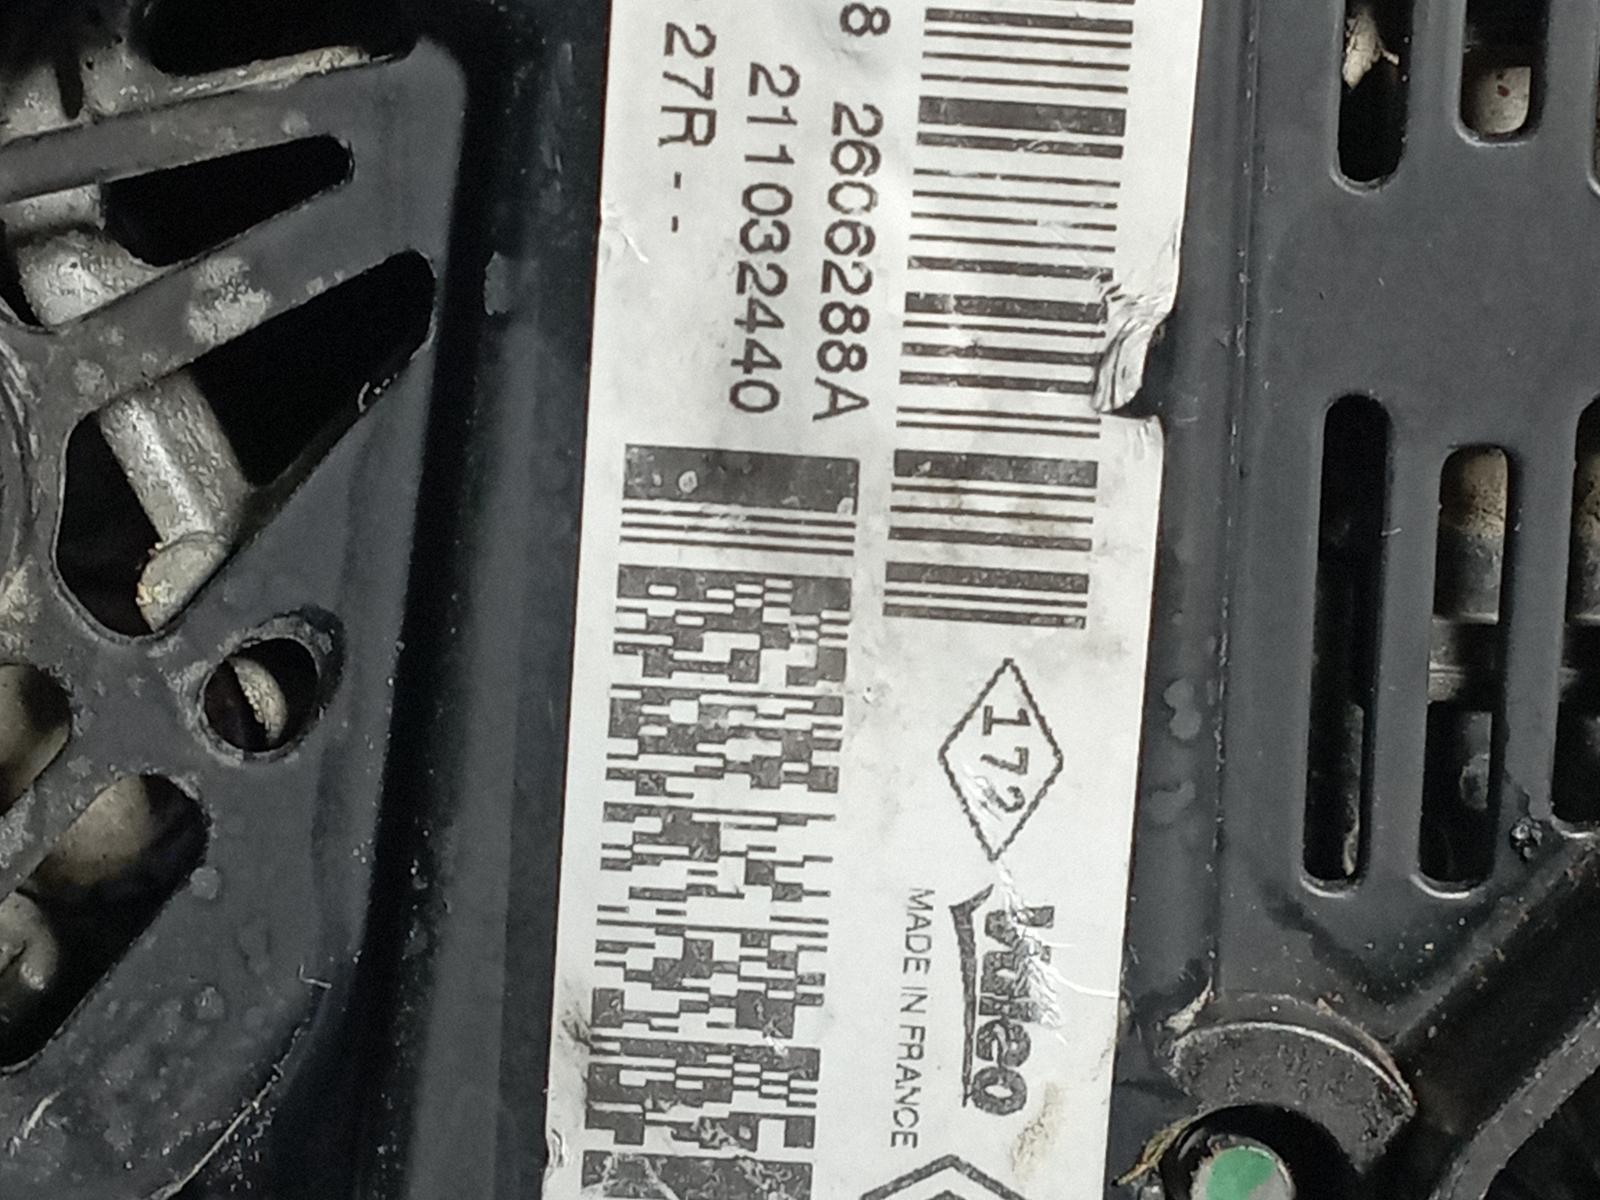 8 2606288A
211032440
- 27R - -
172
Valeo
MADE IN FRANCE